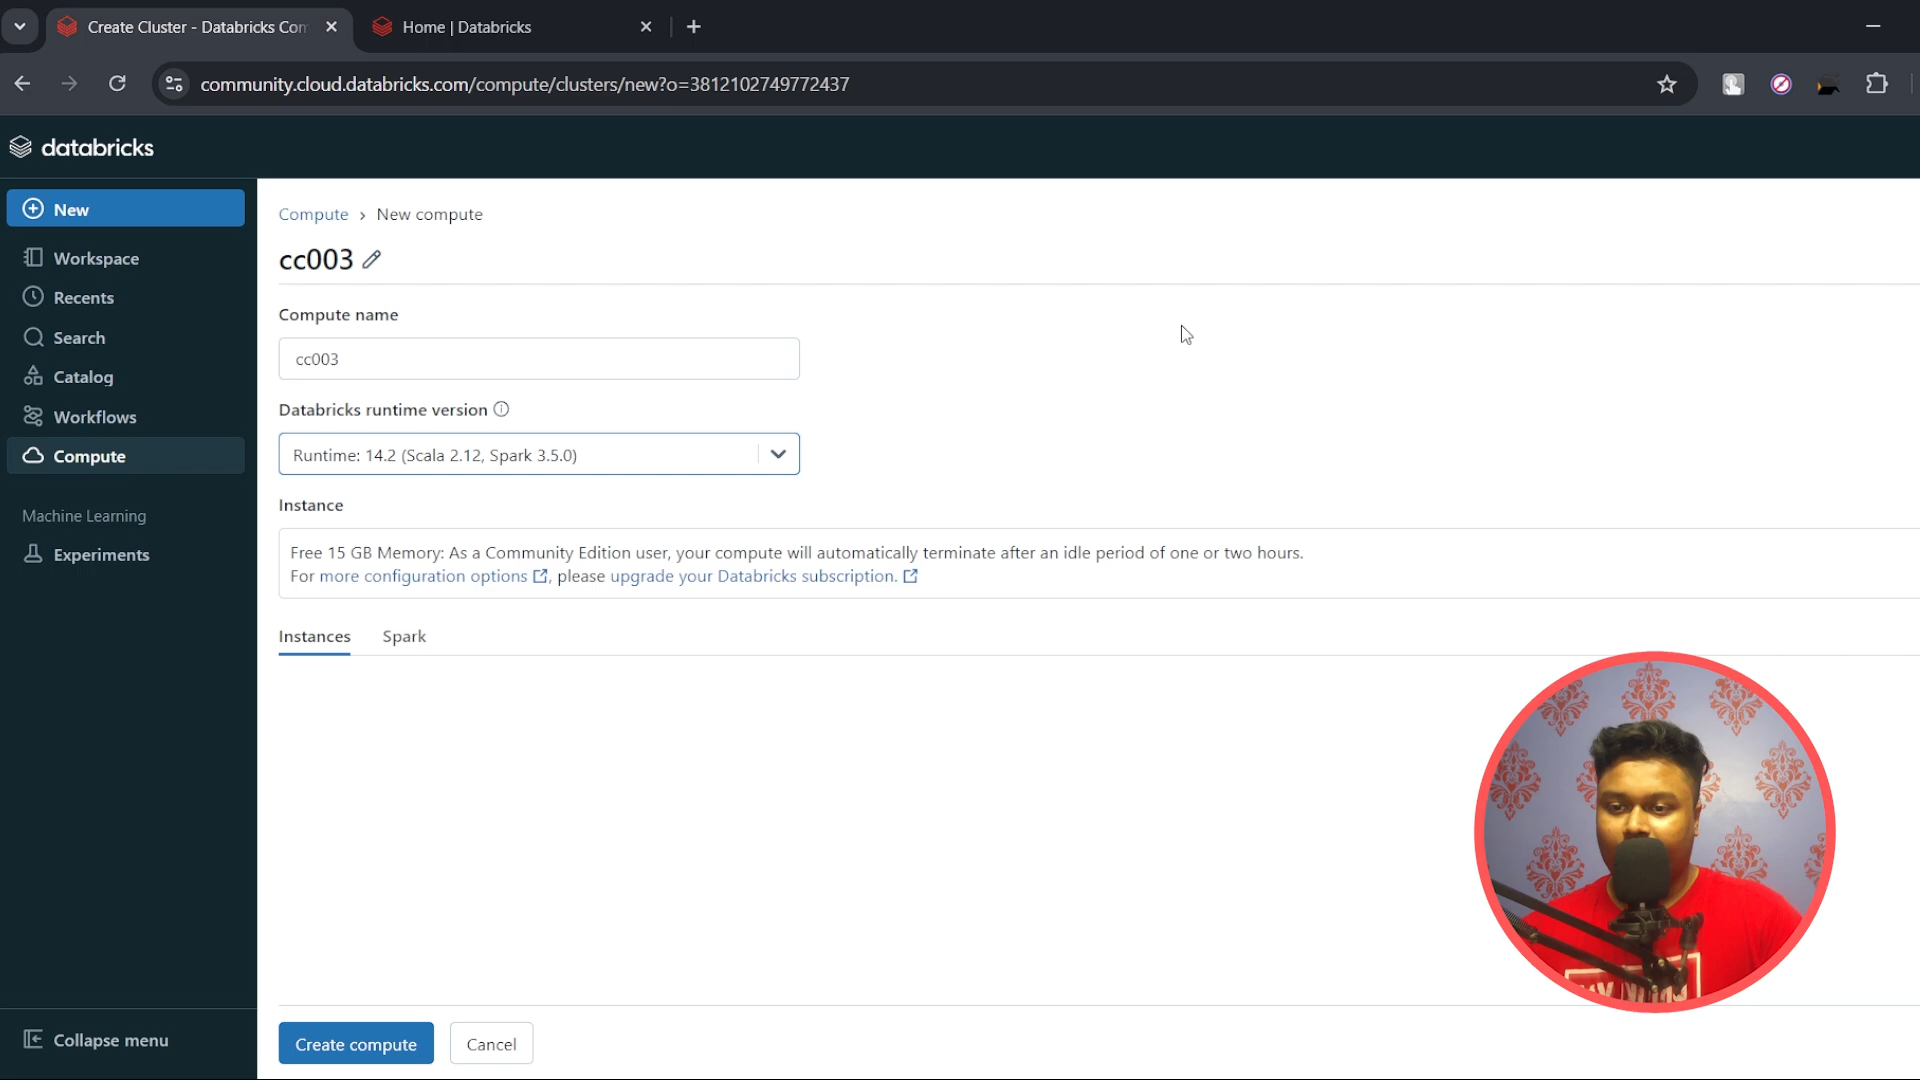 Create Cluster - Databricks Con
Home | Databricks
community.cloud.databricks.com/compute/clusters/new?o=3812102749772437
databricks
New
Workspace
Recents
Search
Catalog
Workflows
Compute
Machine Learning
Experiments
Collapse menu
Compute > New compute
cc003
Compute name
cc003
Databricks runtime version
Runtime: 14.2 (Scala 2.12, Spark 3.5.0)
Instance
Free 15 GB Memory: As a Community Edition user, your compute will automatically terminate after an idle period of one or two hours.
For more configuration options, please upgrade your Databricks subscription.
Instances Spark
Create compute Cancel